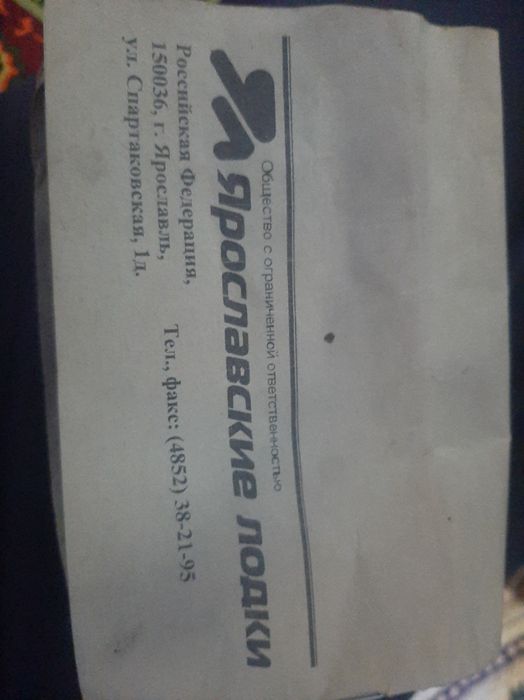 Общество с ограниченной ответственностью
Ярославские лодки
Российская Федерация,
150036, г. Ярославль,
ул. Спартаковская, 1д.
Тел., факс: (4852) 38-21-95